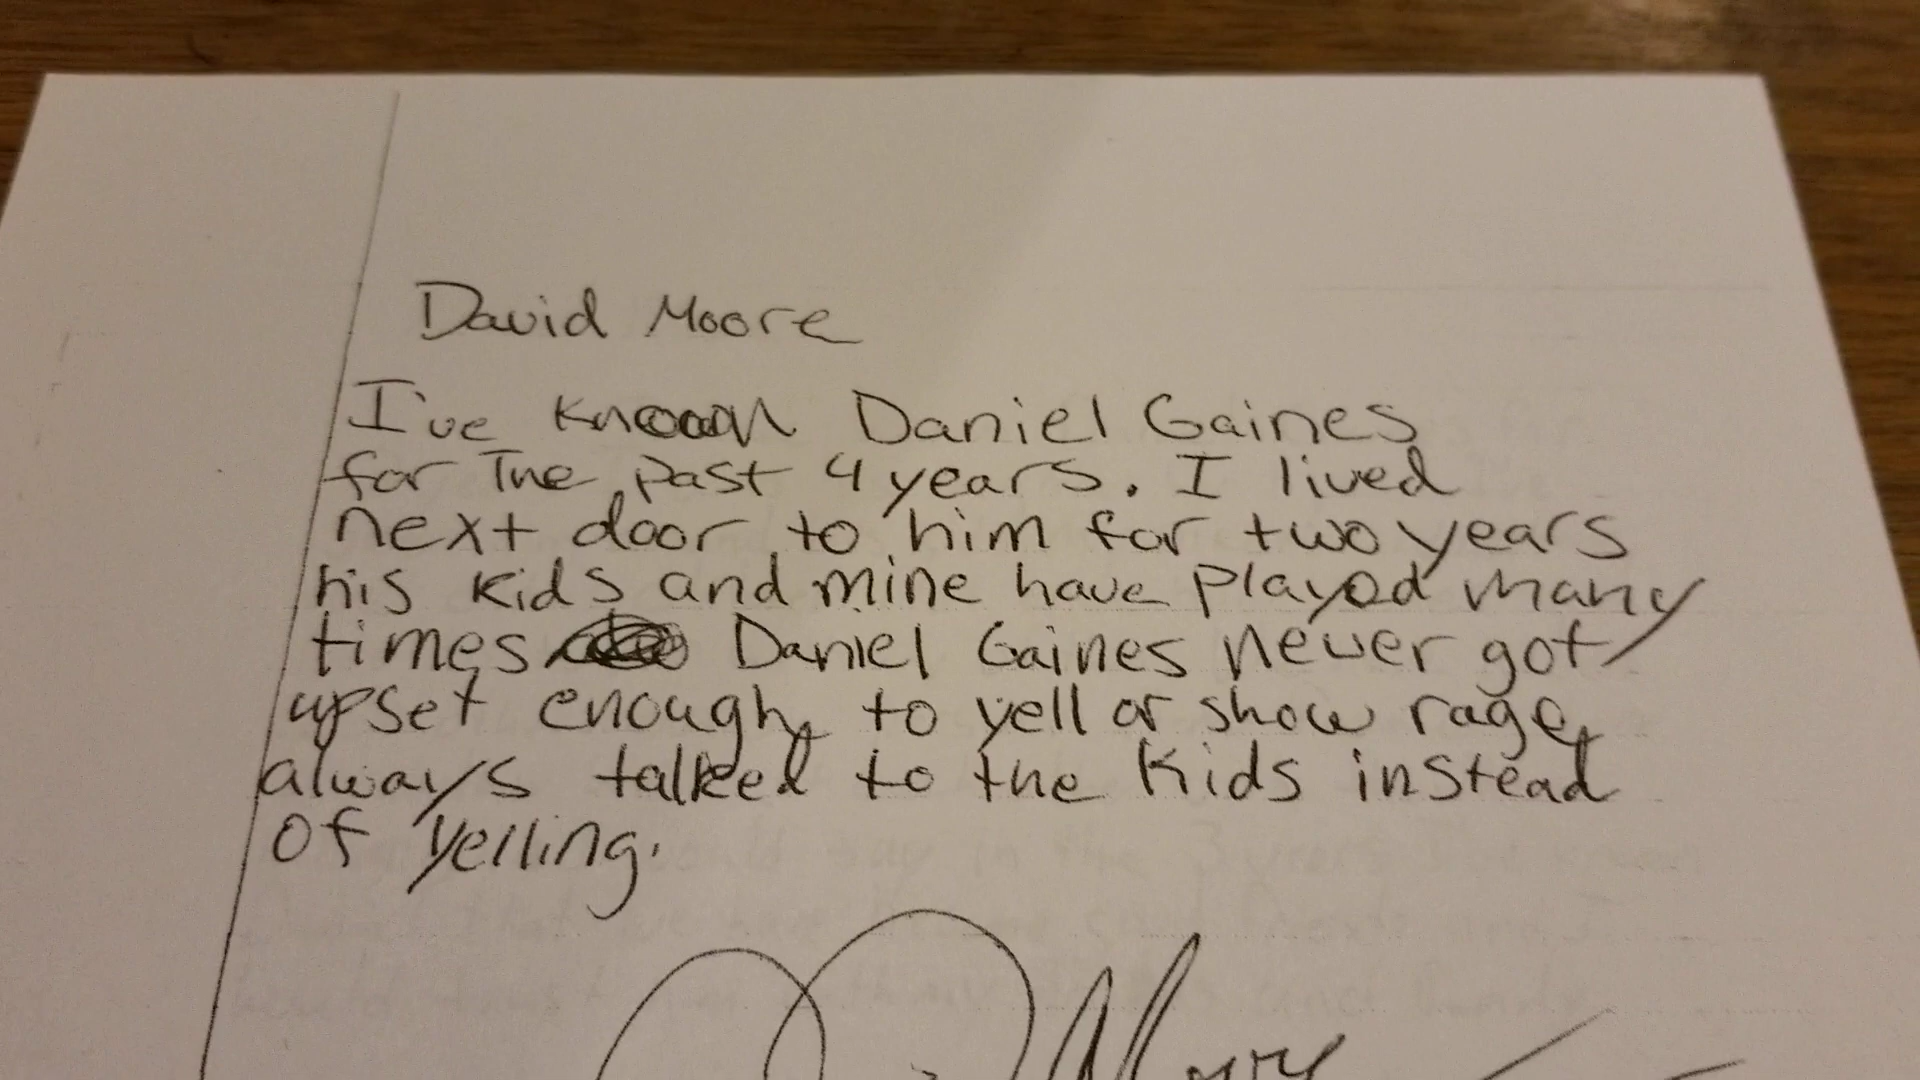 David Moore
I've known Daniel Gaines
for The past 4 years. I lived
next door to him for two years
his kids and mine have played many
times Daniel Gaines never got
upset enough to yell or show rage
always talked to the kids instead
of yelling.
Moore